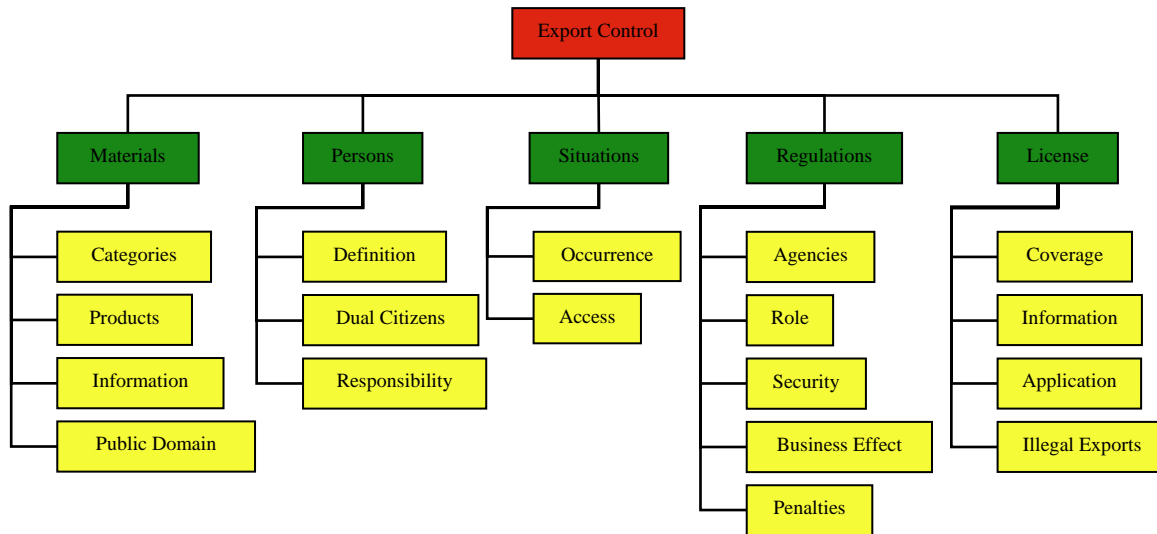 Export Control
Materials
Persons
Situations
Regulations
License
Categories
Products
Information
Public Domain
Definition
Dual Citizens
Responsibility
Occurrence
Access
Agencies
Role
Security
Business Effect
Penalties
Coverage
Information
Application
Illegal Exports